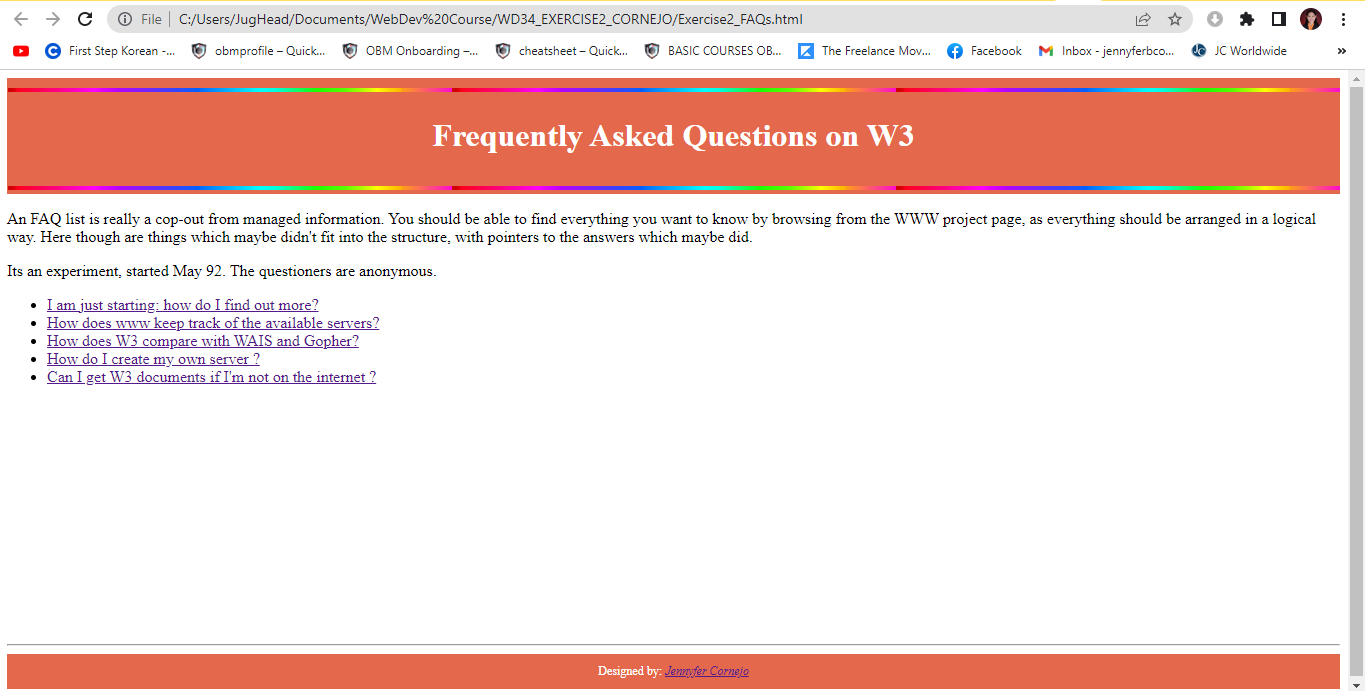 File
C:/Users/JugHead/Documents/WebDev%20Course/WD34_EXERCISE2_CORNEJO/Exercise2_FAQs.html
First Step Korean -... obmprofile – Quick... OBM Onboarding –... cheatsheet – Quick... BASIC COURSES OB... The Freelance Mov... Facebook Inbox - jennyferbco... JC Worldwide »
Frequently Asked Questions on W3
An FAQ list is really a cop-out from managed information. You should be able to find everything you want to know by browsing from the WWW project page, as everything should be arranged in a logical
way. Here though are things which maybe didn't fit into the structure, with pointers to the answers which maybe did.
Its an experiment, started May 92. The questioners are anonymous.
• I am just starting: how do I find out more?
• How does www keep track of the available servers?
• How does W3 compare with WAIS and Gopher?
• How do I create my own server ?
• Can I get W3 documents if I'm not on the internet ?
Designed by: Jennyfer Cornejo